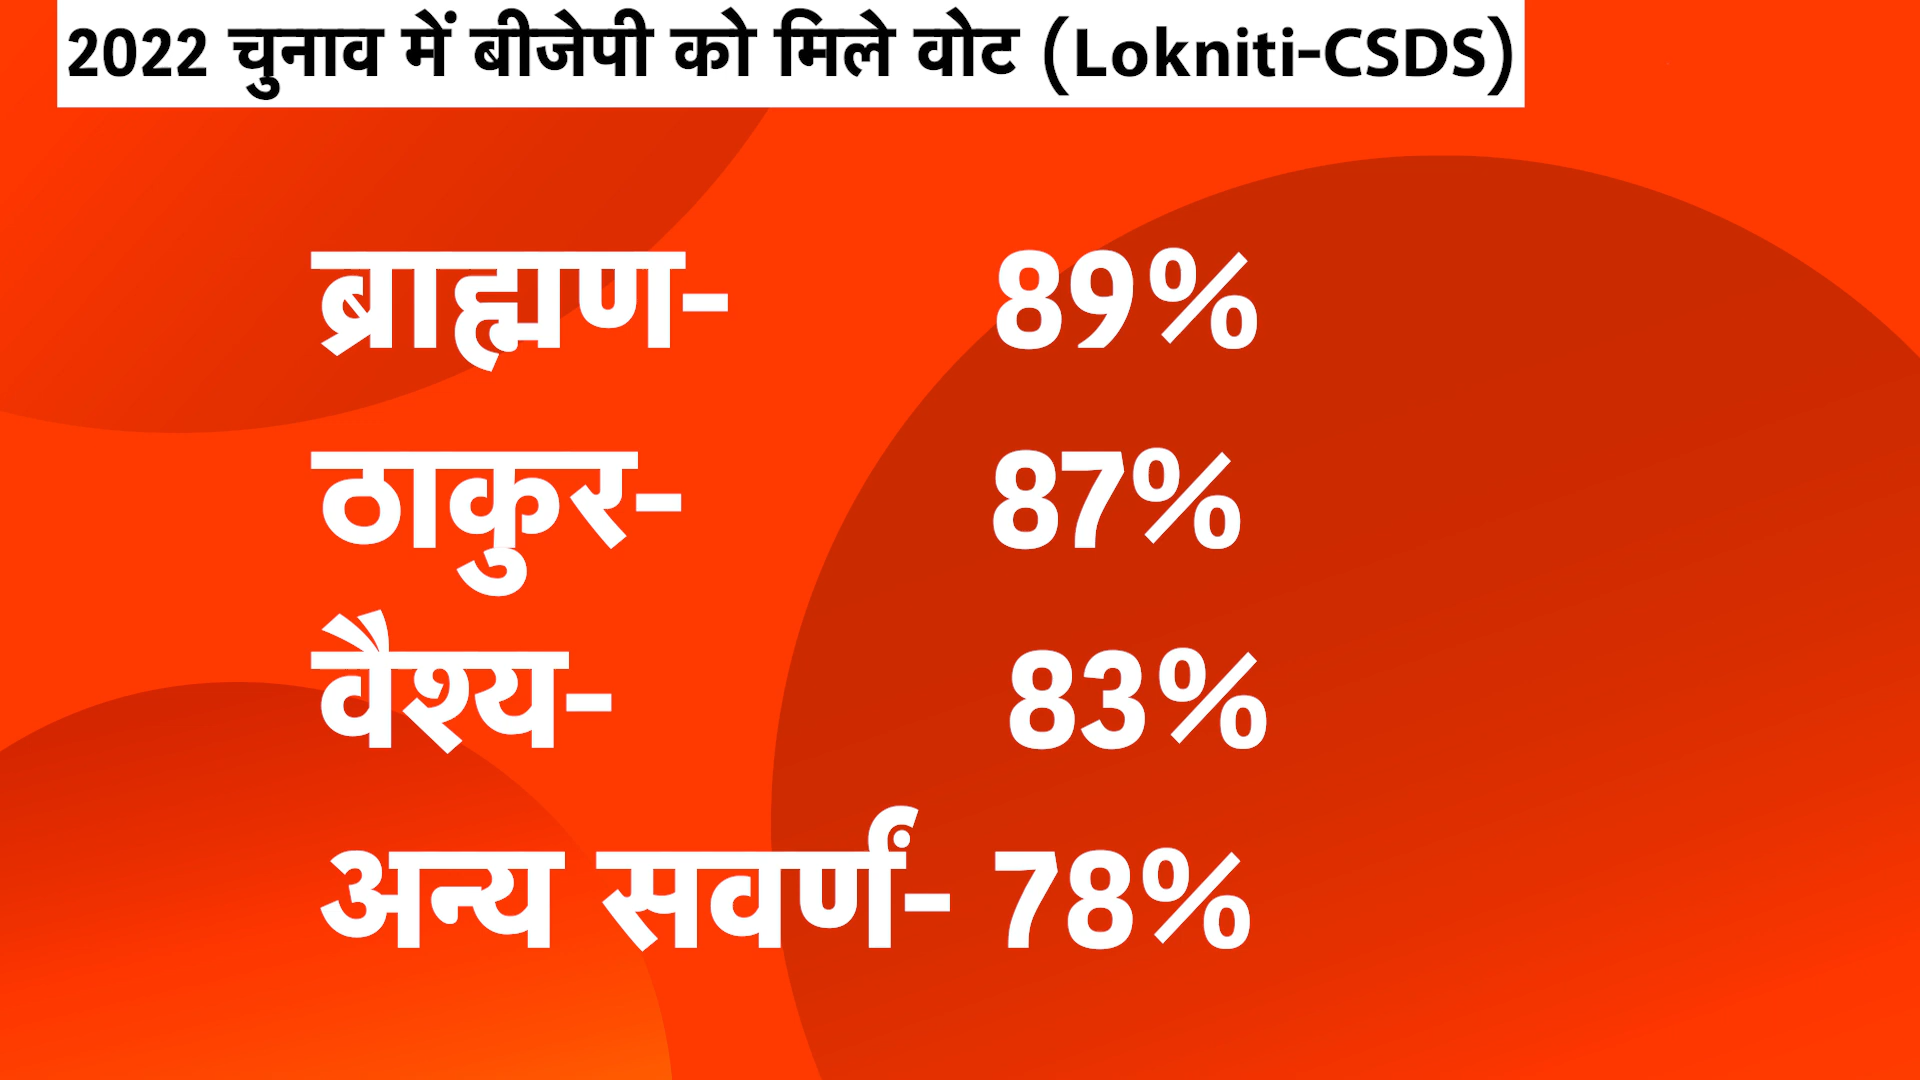 2022 चुनाव में बीजेपी को मिले वोट (Lokniti-CSDS)
ब्राह्मण- 89%
ठाकुर- 87%
वैश्य- 83%
अन्य सवर्णं- 78%